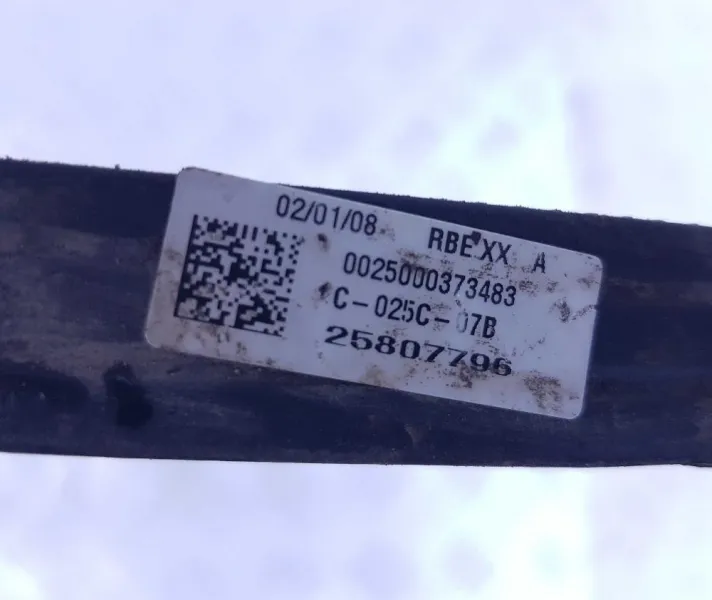 02/01/08 RBE XX A
0025000373483
C-025C-07B
25807796